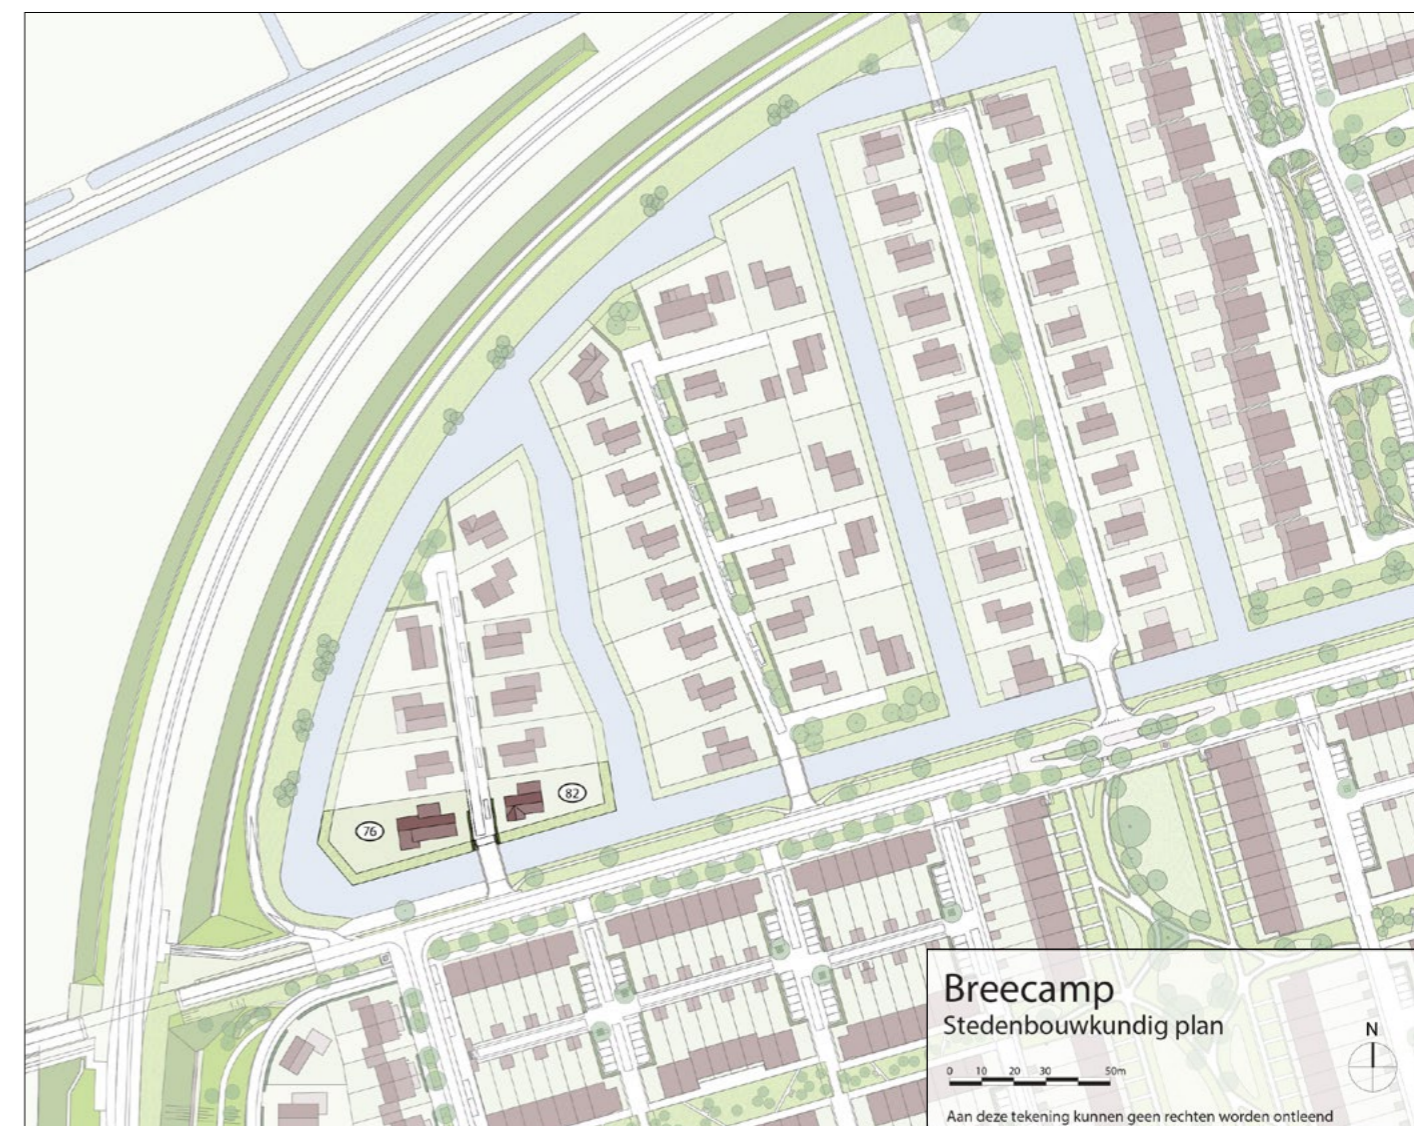 82
76
Breecamp
Stedenbouwkundig plan
N
0 10 20 30 50m
Aan deze tekening kunnen geen rechten worden ontleend